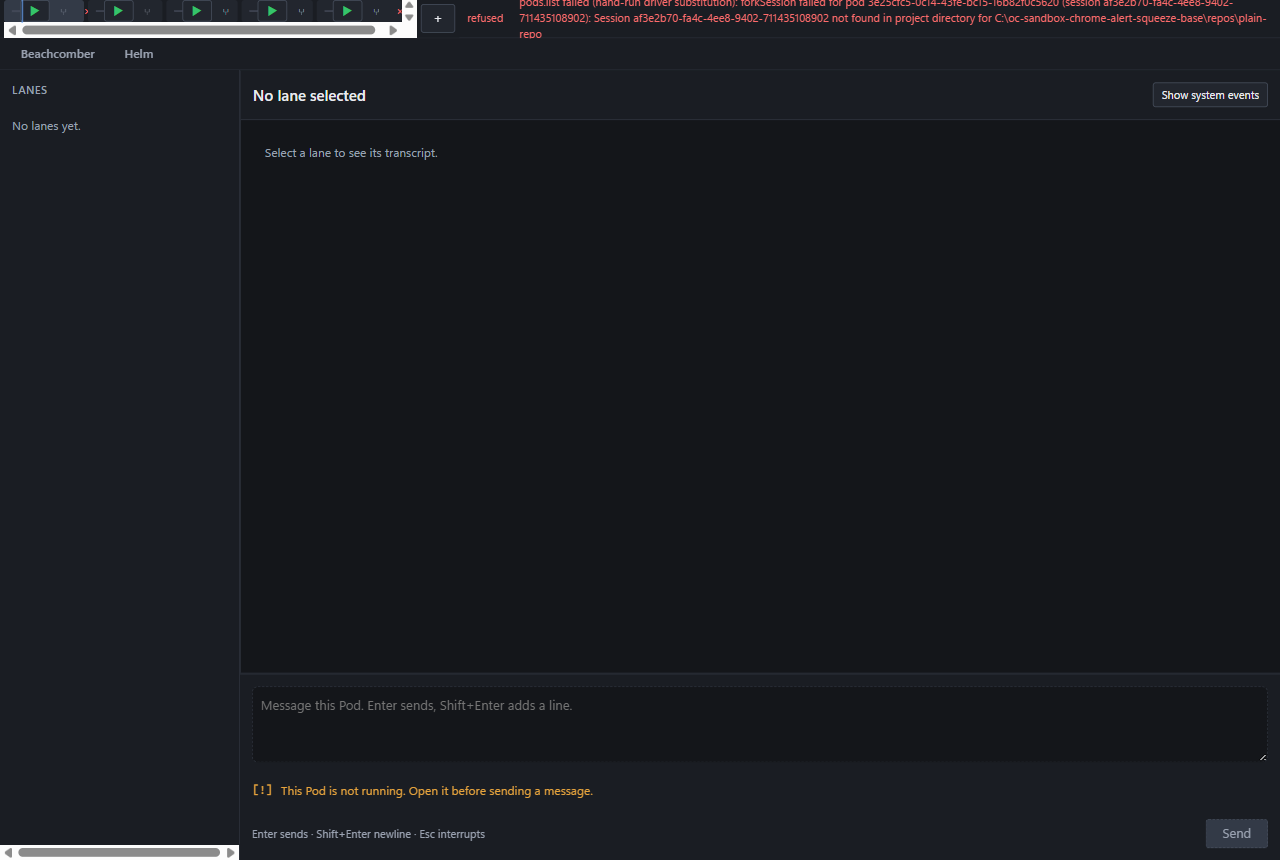 pods.list failed (hand-run driver substitution): forkSession failed for pod 3e25cfc5-0c14-43fe-bc15-16b82f0c5620 (session af3e2b70-fa4c-4ee8-9402-
+
refused
711435108902): Session af3e2b70-fa4c-4ee8-9402-711435108902 not found in project directory for C:\oc-sandbox-chrome-alert-squeeze-base\repos\plain-
repo
Beachcomber
Helm
LANES
No lane selected
Show system events
No lanes yet.
Select a lane to see its transcript.
Message this Pod. Enter sends, Shift+Enter adds a line.
[!] This Pod is not running. Open it before sending a message.
Enter sends · Shift+Enter newline · Esc interrupts
Send